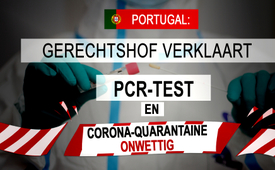 PORTUGAL:
GERECHTSHOF VERKLAART
PCR-TEST
EN
CORONA-QUARANTAINE
ONWETTIG